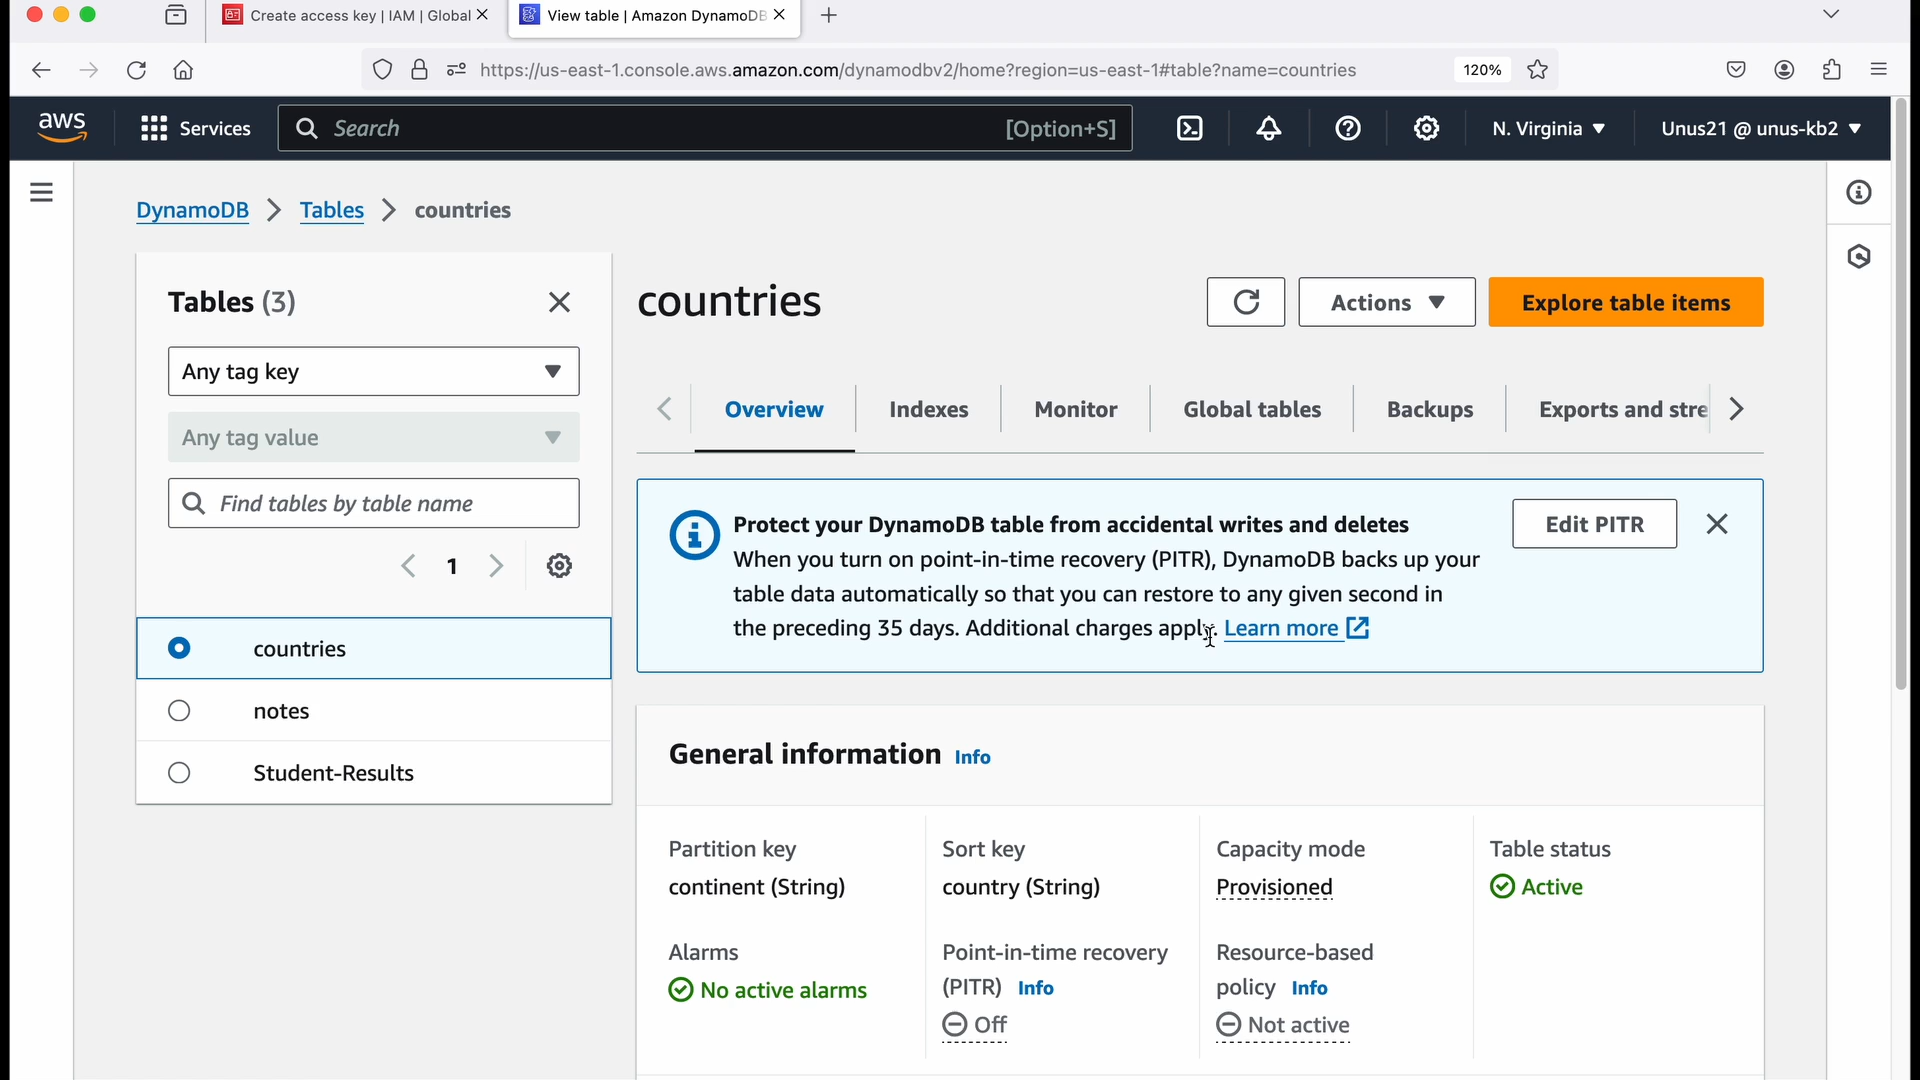 Create access key | IAM | Global
View table | Amazon DynamoDB
https://us-east-1.console.aws.amazon.com/dynamodbv2/home?region=us-east-1#table?name=countries
120%
aws
Services
Search
[Option+S]
N. Virginia
Unus21 @ unus-kb2
DynamoDB > Tables > countries
Tables (3)
Any tag key
Any tag value
Find tables by table name
1
countries
notes
Student-Results
countries
Actions
Explore table items
Overview
Indexes
Monitor
Global tables
Backups
Exports and stre
Protect your DynamoDB table from accidental writes and deletes
When you turn on point-in-time recovery (PITR), DynamoDB backs up your
table data automatically so that you can restore to any given second in
the preceding 35 days. Additional charges apply. Learn more
Edit PITR
General information Info
Partition key
continent (String)
Sort key
country (String)
Capacity mode
Provisioned
Table status
Active
Alarms
No active alarms
Point-in-time recovery
(PITR) Info
Off
Resource-based
policy Info
Not active